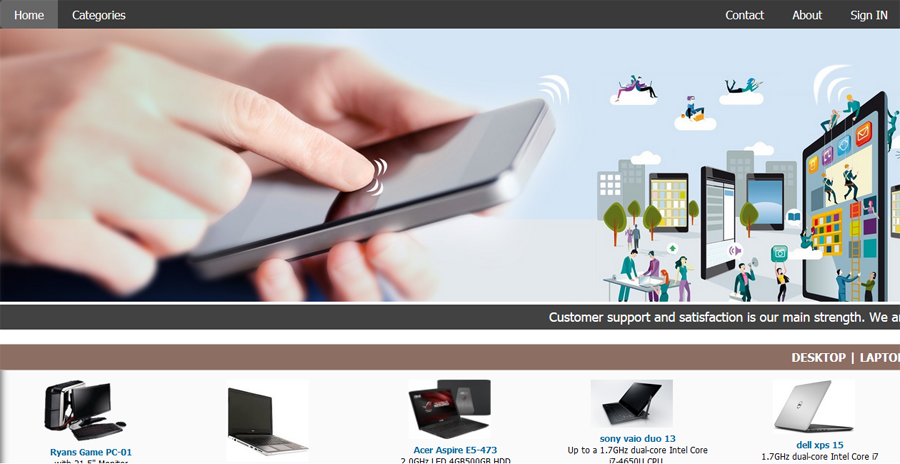 Home Categories Contact About Sign IN
Customer support and satisfaction is our main strength. We ar
DESKTOP | LAPTO
Ryans Game PC-01
with 21.5" Monitor
Acer Aspire E5-473
2.0GHz LED 4GB500GB HDD
sony vaio duo 13
Up to a 1.7GHz dual-core Intel Core
i7-4650U CPU
dell xps 15
1.7GHz dual-core Intel Core i7